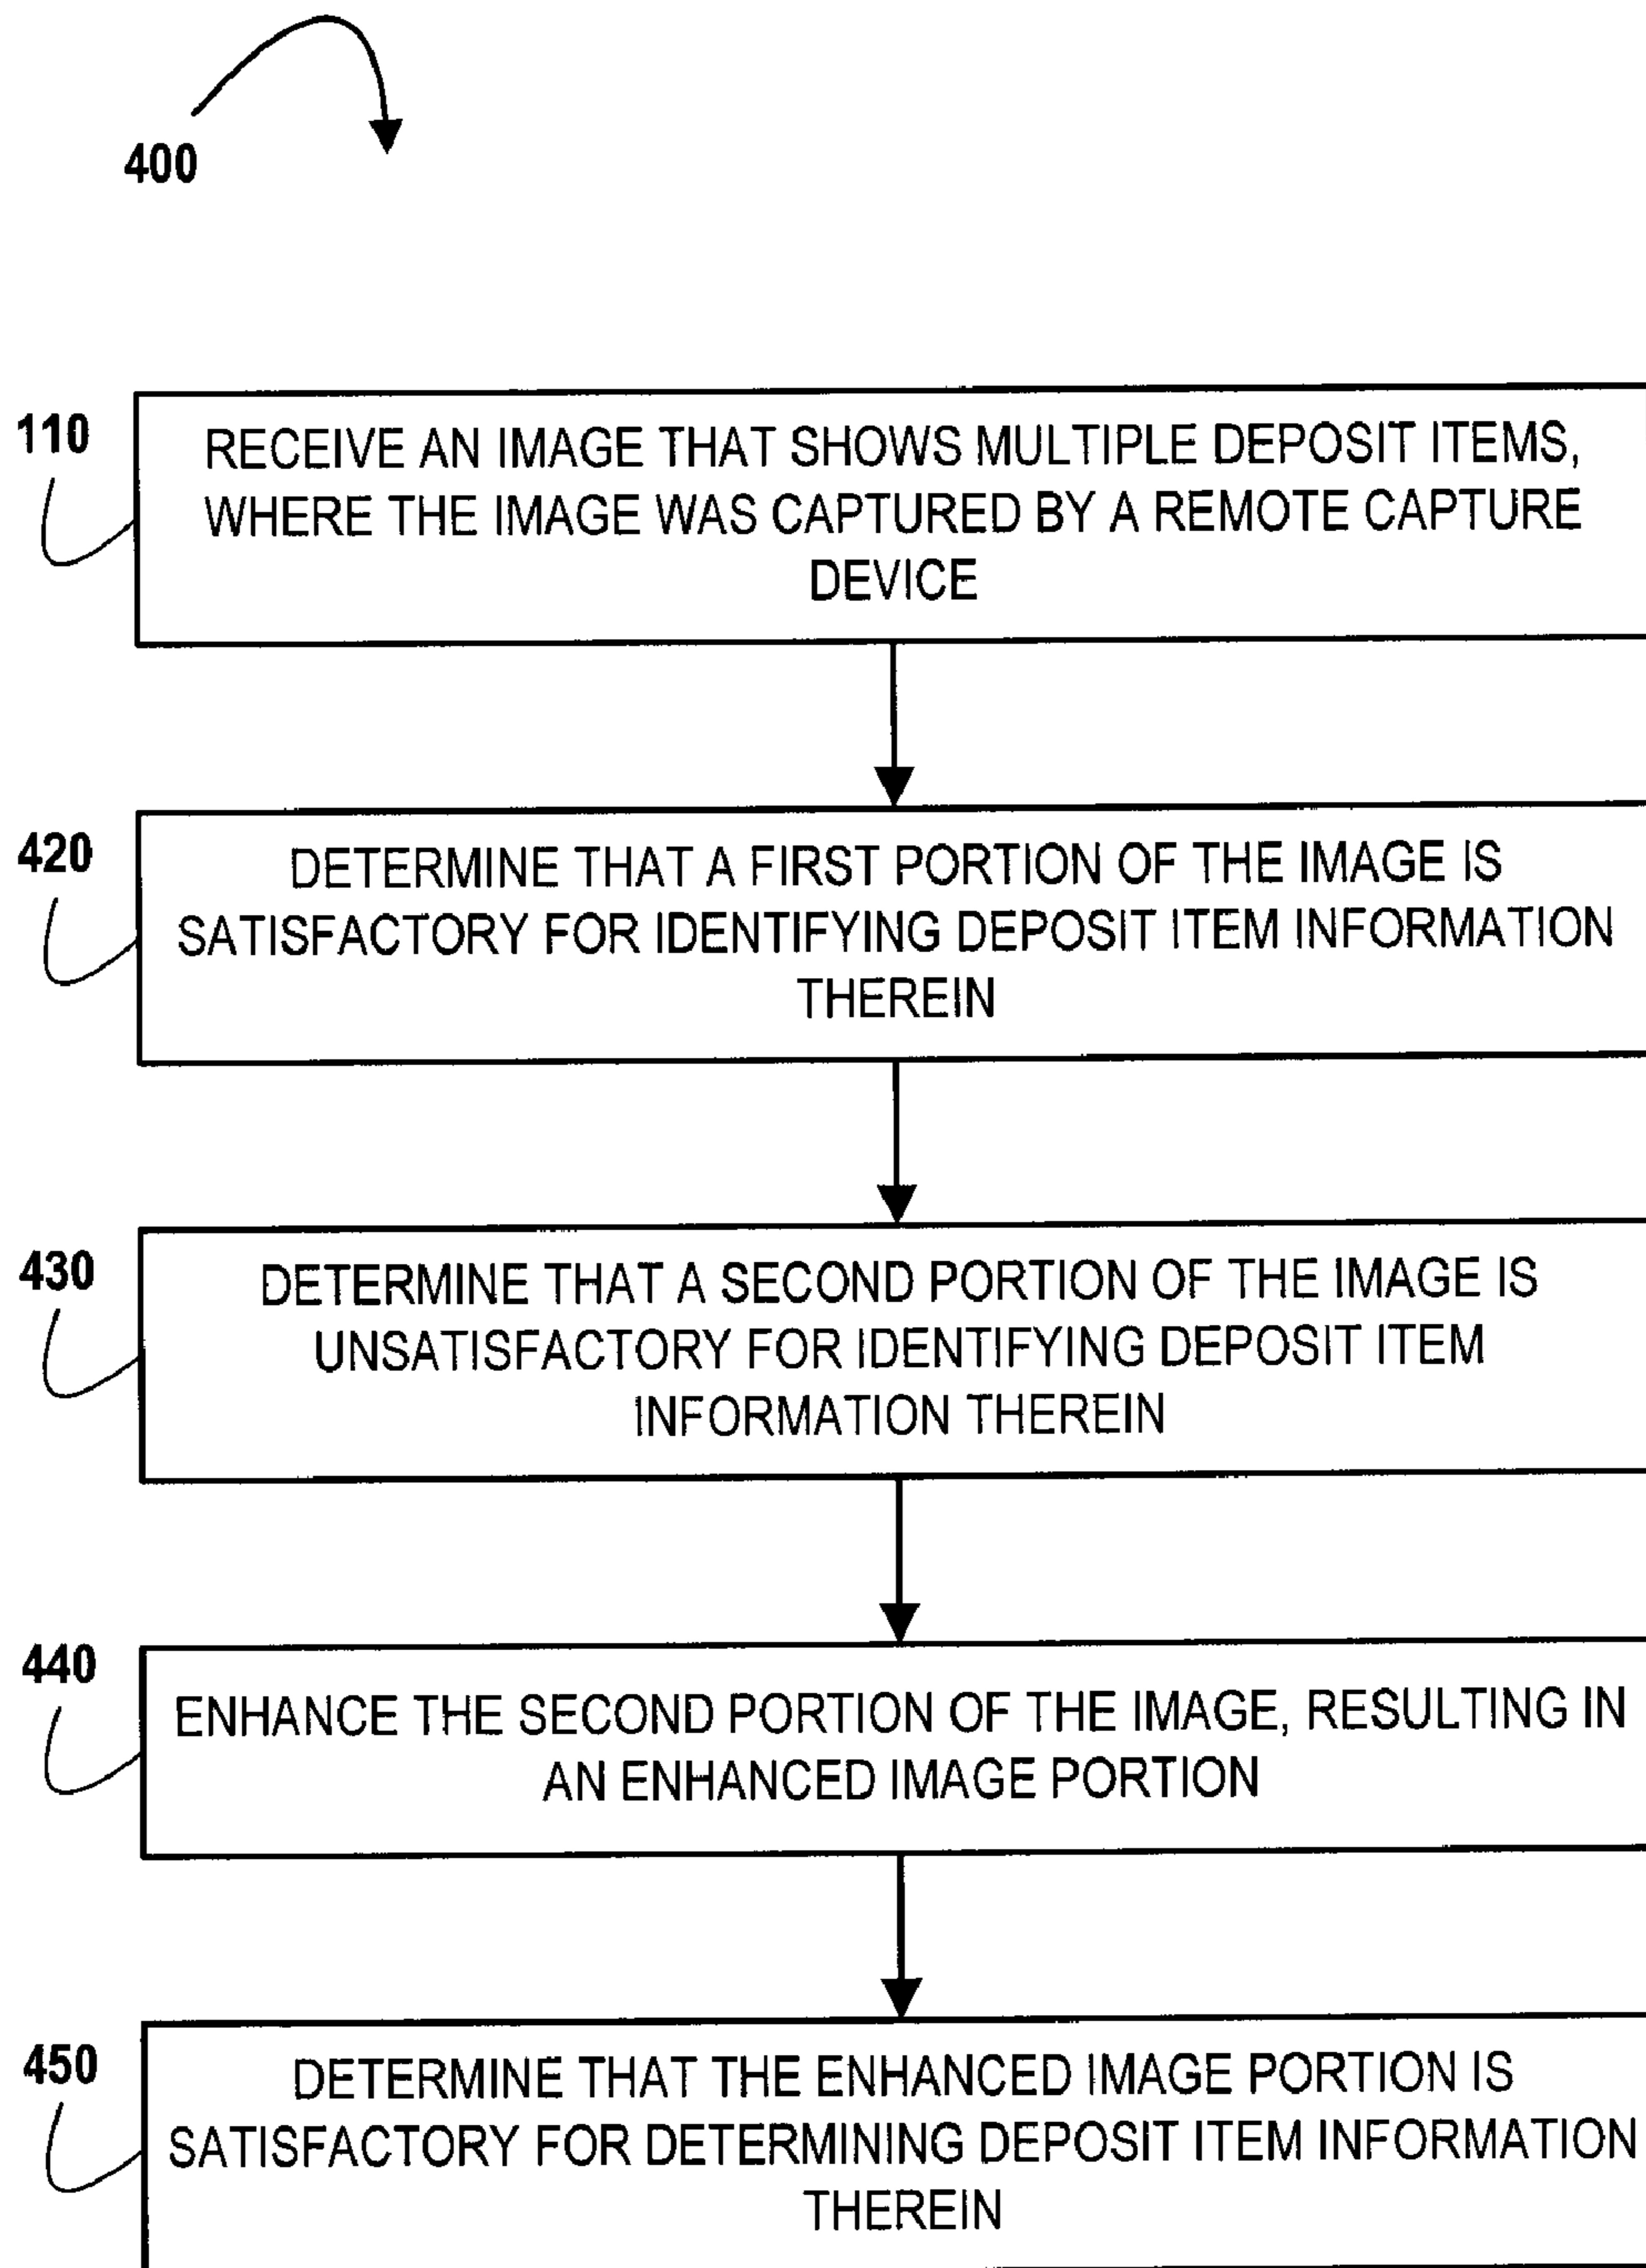 400
110
RECEIVE AN IMAGE THAT SHOWS MULTIPLE DEPOSIT ITEMS,
WHERE THE IMAGE WAS CAPTURED BY A REMOTE CAPTURE
DEVICE
420
DETERMINE THAT A FIRST PORTION OF THE IMAGE IS
SATISFACTORY FOR IDENTIFYING DEPOSIT ITEM INFORMATION
THEREIN
430
DETERMINE THAT A SECOND PORTION OF THE IMAGE IS
UNSATISFACTORY FOR IDENTIFYING DEPOSIT ITEM
INFORMATION THEREIN
440
ENHANCE THE SECOND PORTION OF THE IMAGE, RESULTING IN
AN ENHANCED IMAGE PORTION
450
DETERMINE THAT THE ENHANCED IMAGE PORTION IS
SATISFACTORY FOR DETERMINING DEPOSIT ITEM INFORMATION
THEREIN